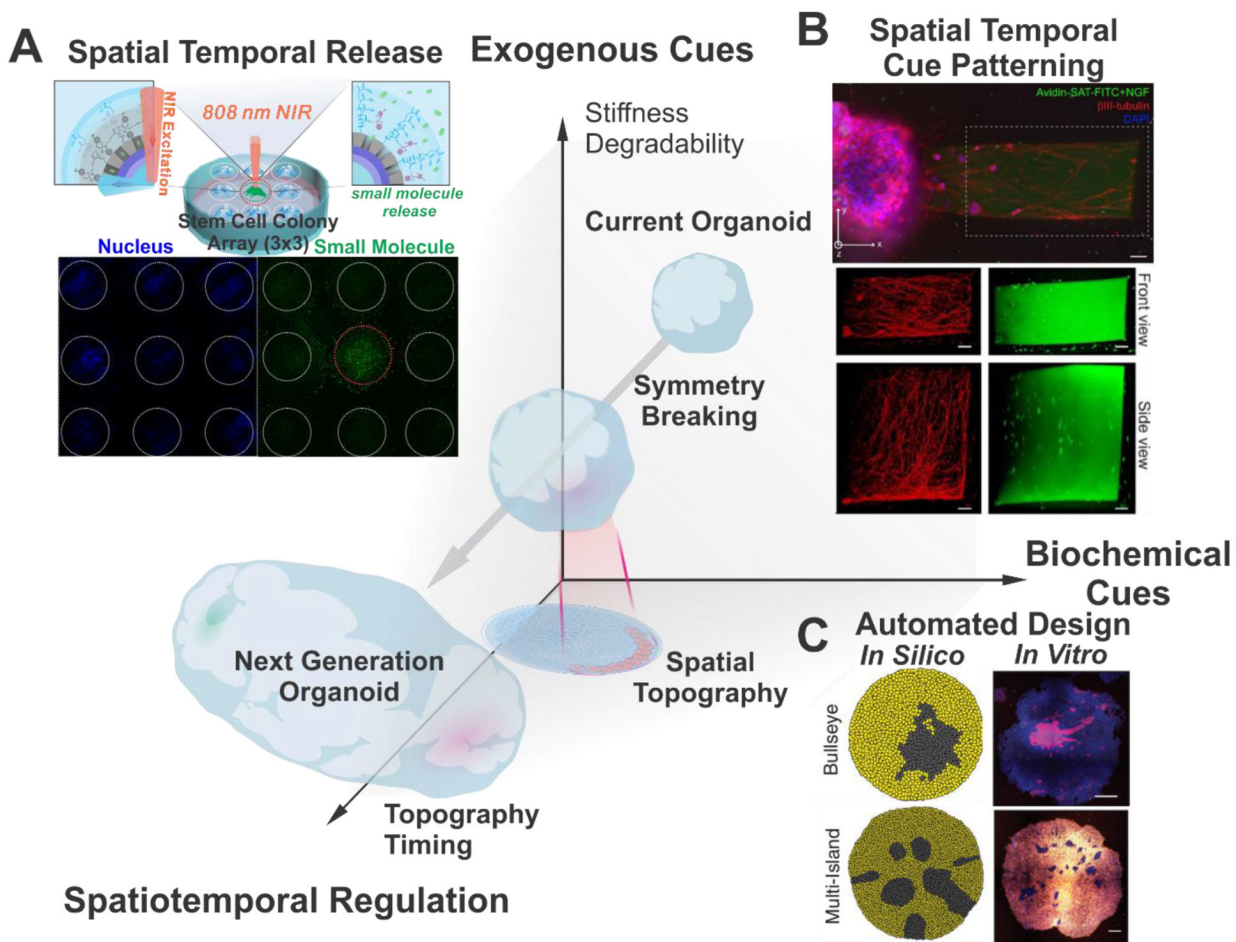 A
Spatial Temporal Release
NIR Excitation
808 nm NIR
small molecule
release
Stem Cell Colony
Array (3x3)
Nucleus
Small Molecule
Exogenous Cues
Stiffness
Degradability
Current Organoid
Symmetry
Breaking
Next Generation
Organoid
Spatial
Topography
Topography
Timing
Spatiotemporal Regulation
B
Spatial Temporal
Cue Patterning
Avidin-SAT-FITC+NGF
βIII-tubulin
DAPI
y
x
z
Front view
Side view
Biochemical
Cues
C
Automated Design
In Silico
In Vitro
Bullseye
Multi-Island